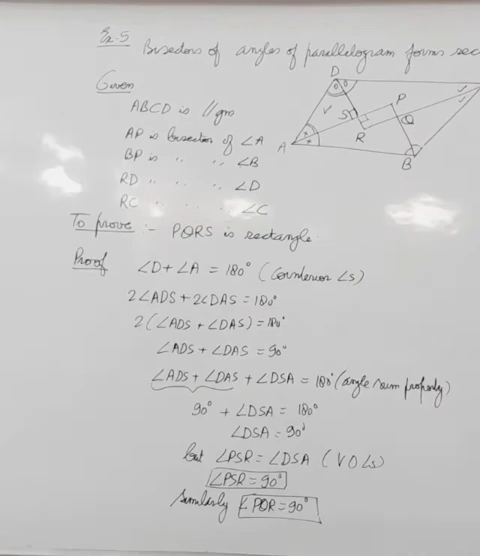 Ex. 5 Bisectors of angles of parallelogram forms rec
Given
ABCD is //gm
AP is bisector of ∠A
BP is " " ∠B
RD " " ∠D
RC " " ∠C
D
P
S
Q
R
A
B
To prove :- PQRS is rectangle.
Proof ∠D + ∠A = 180° (Cointerior ∠s)
2∠ADS + 2∠DAS = 180°
2(∠ADS + ∠DAS) = 180°
∠ADS + ∠DAS = 90°
∠ADS + ∠DAS + ∠DSA = 180° (angle sum property)
90° + ∠DSA = 180°
∠DSA = 90°
but ∠PSR = ∠DSA (VO∠s)
∠PSR = 90°
Similarly ∠PQR = 90°